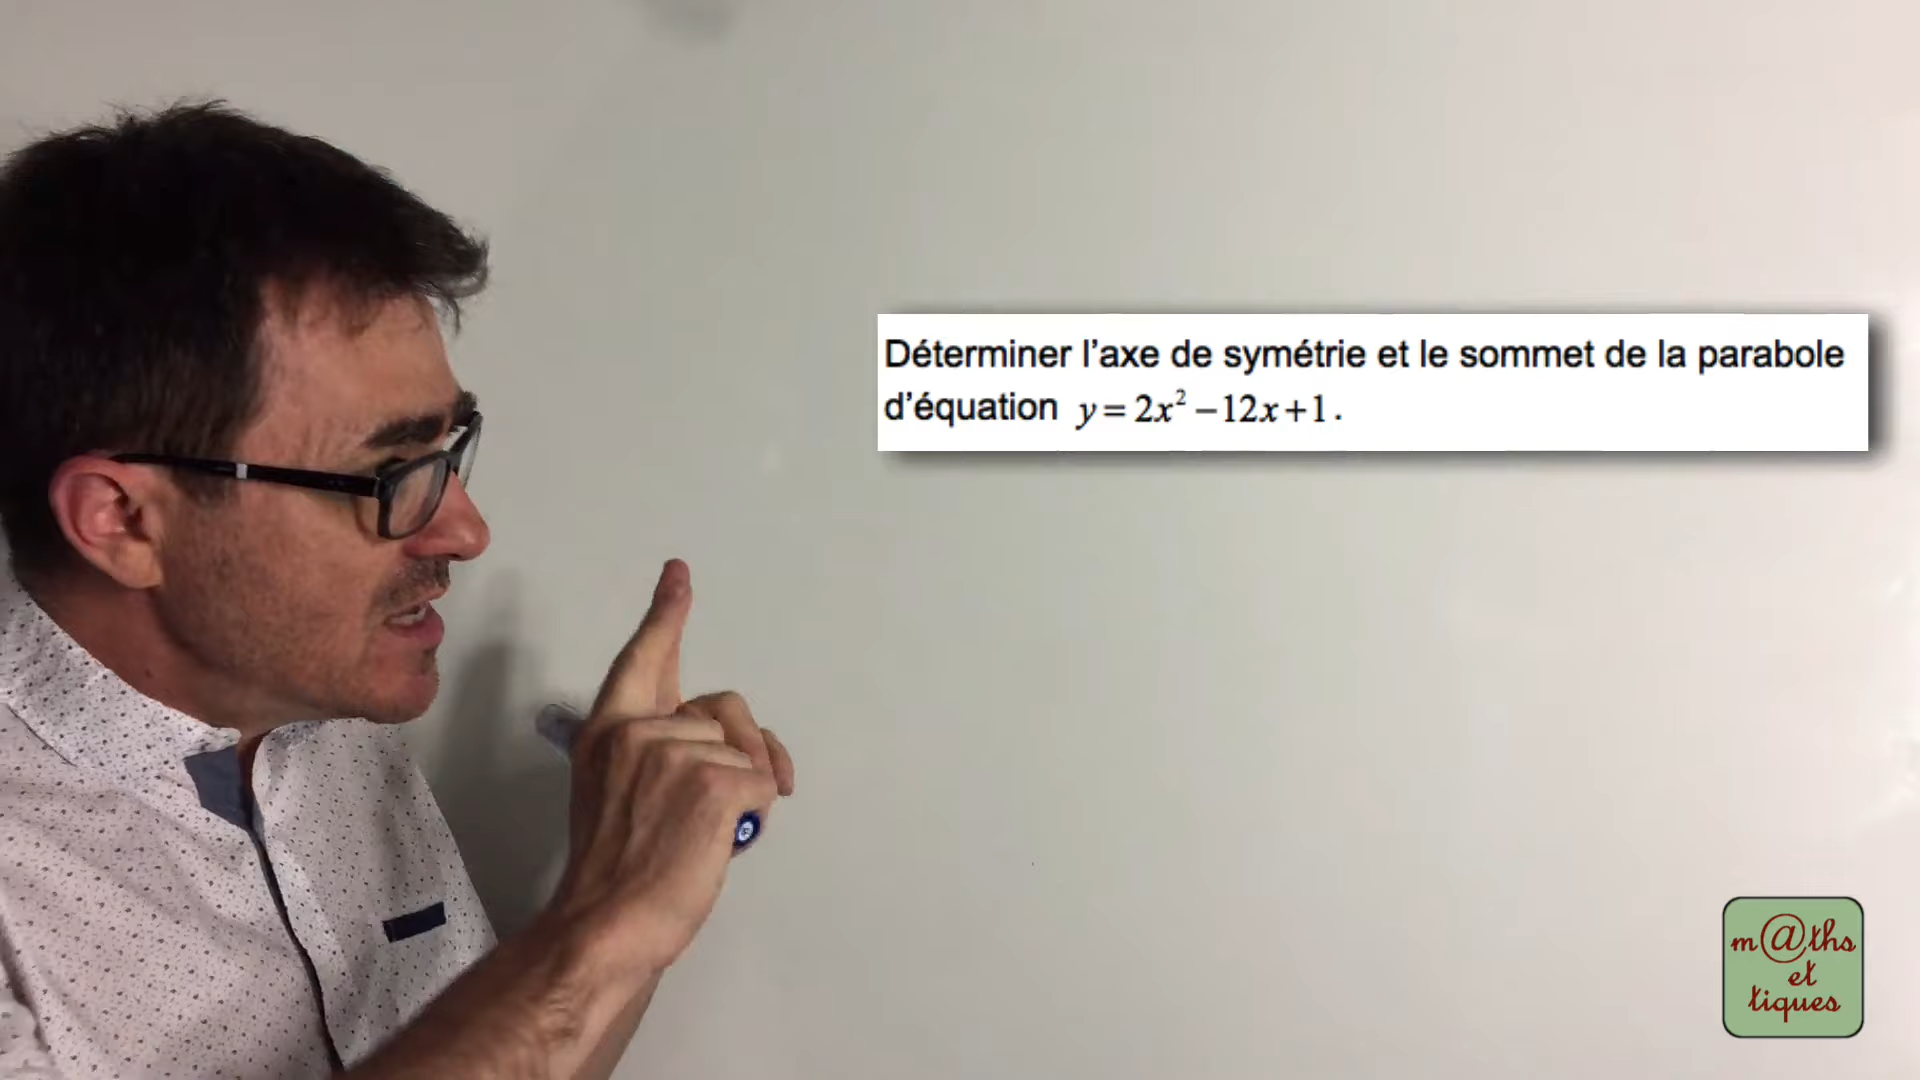 Déterminer l'axe de symétrie et le sommet de la parabole
d'équation y = 2x² − 12x + 1.
m@ths
et
tiques